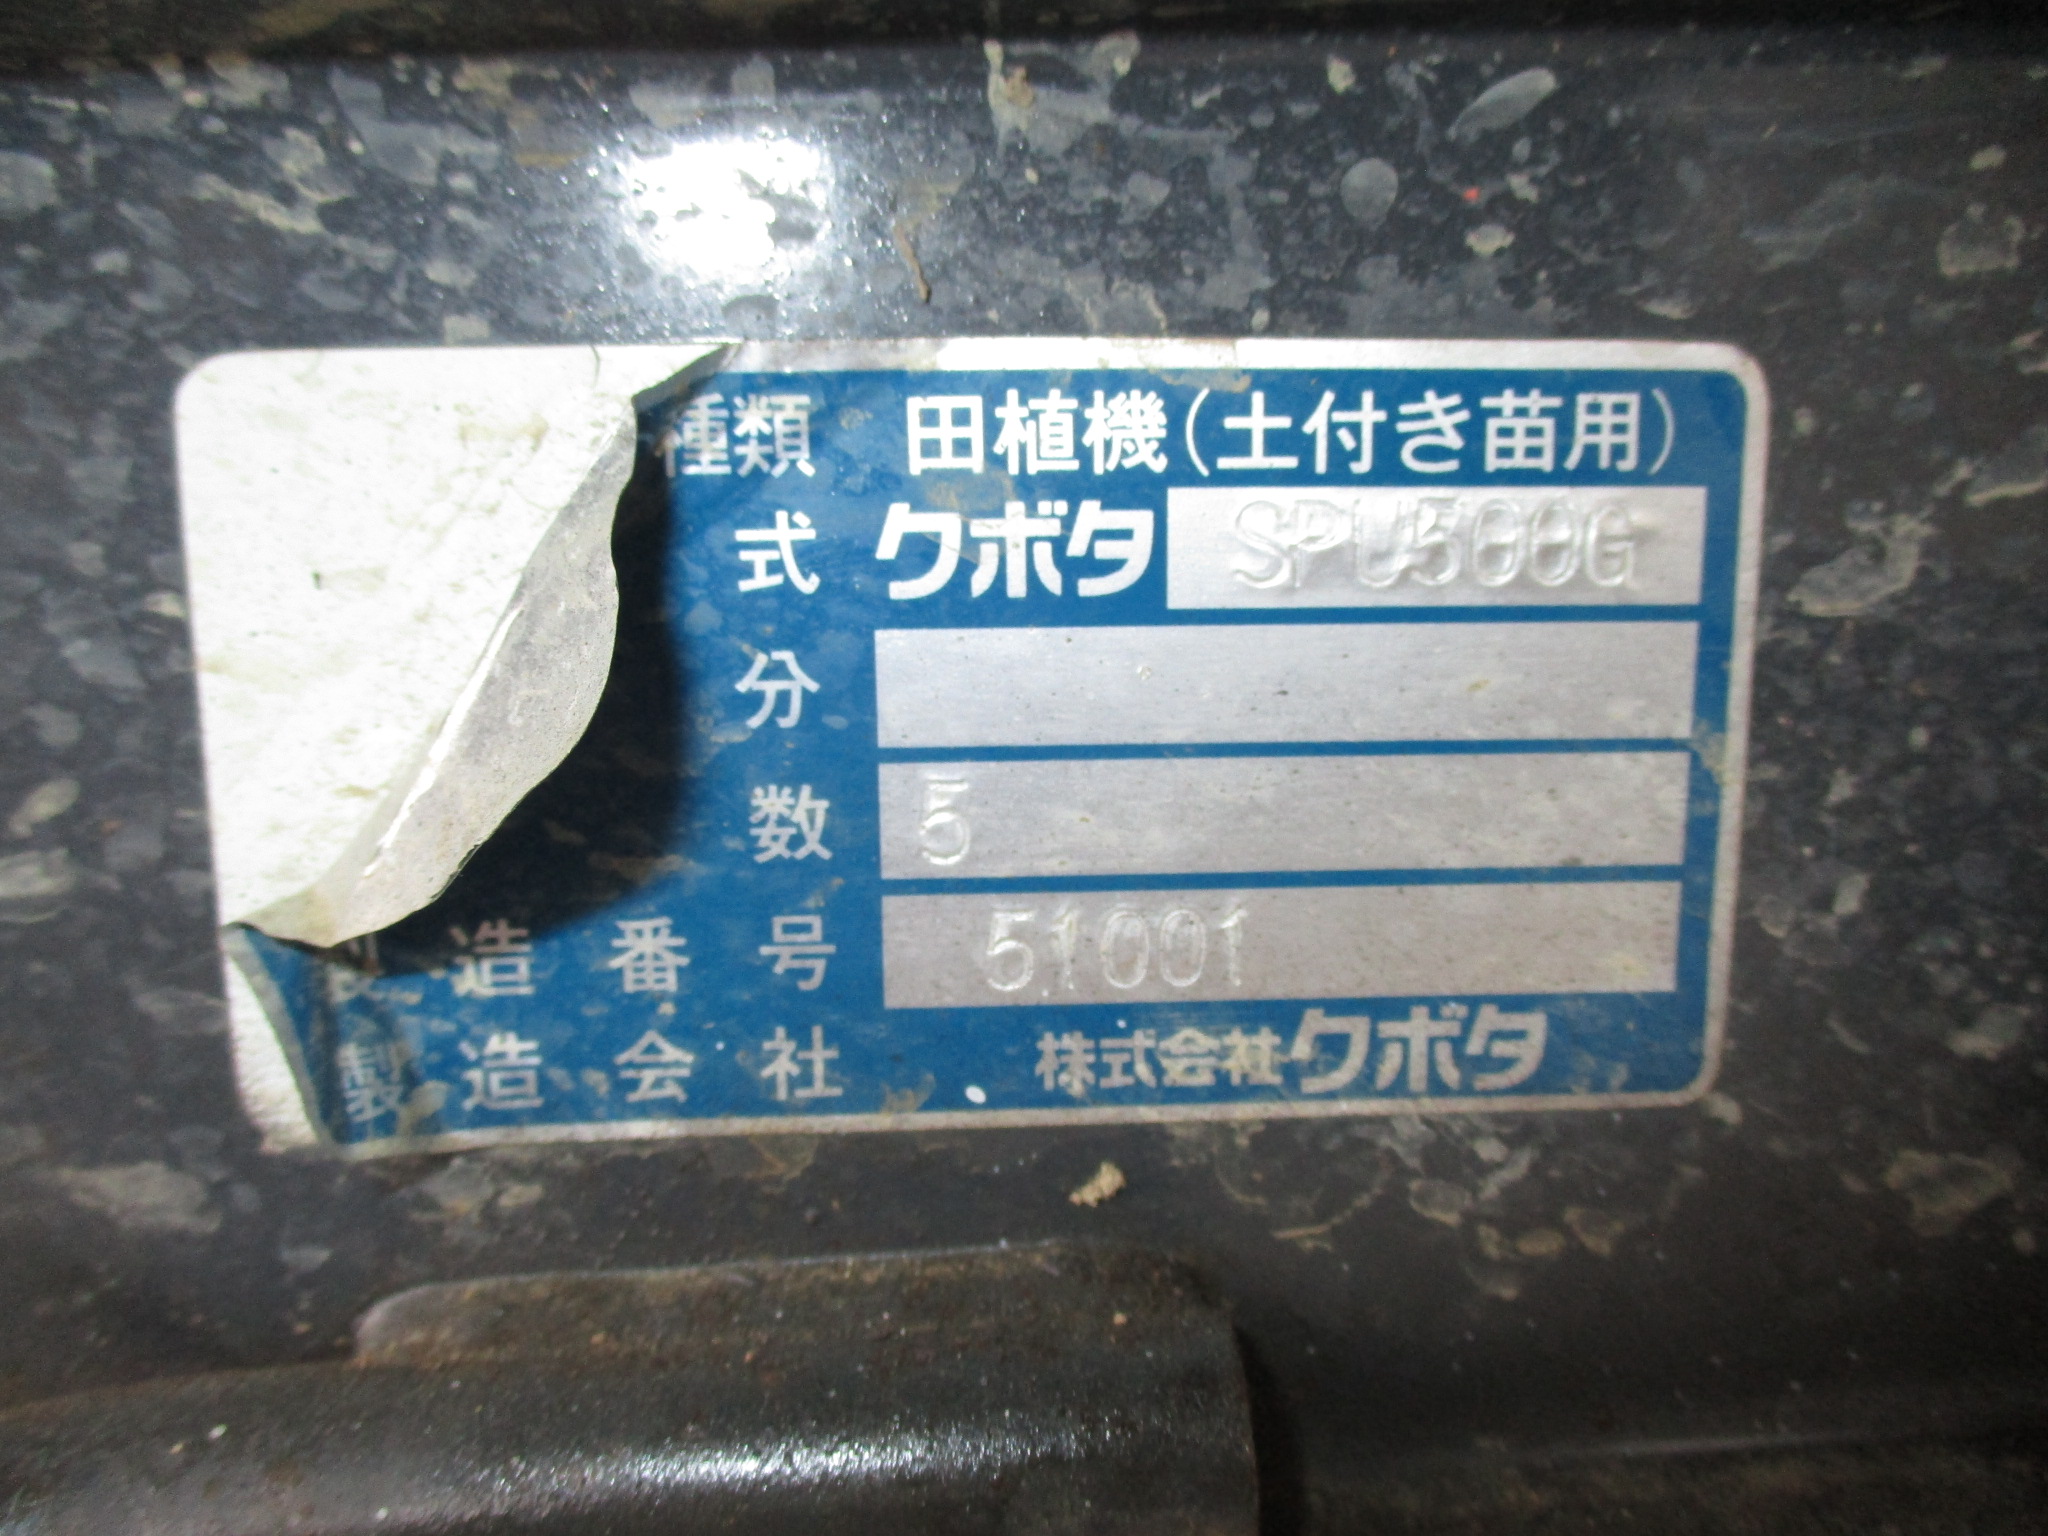 種類 田植機(土付き苗用)
式 クボタ SPU500G
分
数 5
製造番号 51001
製造会社 株式会社クボタ